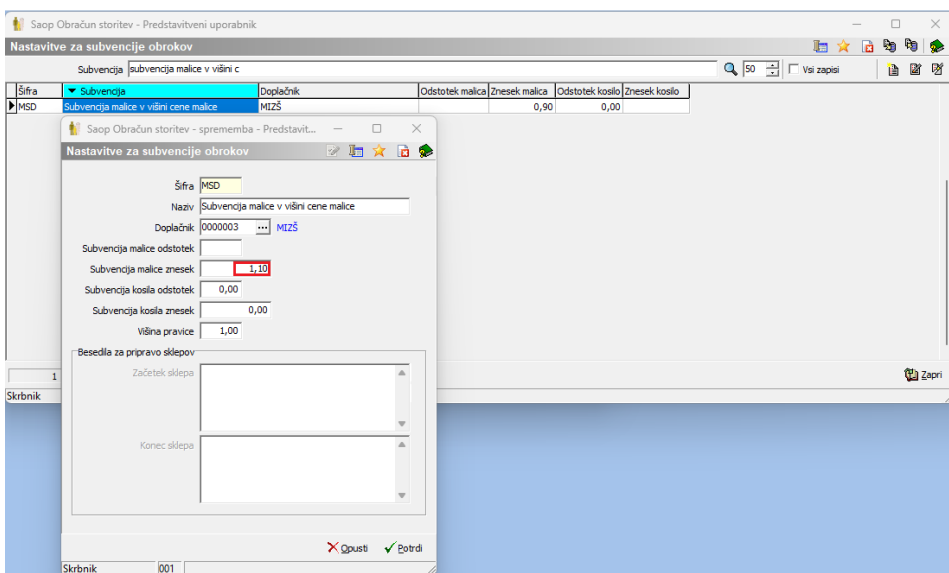 Saop Obračun storitev - Predstavitveni uporabnik
Nastavitve za subvencije obrokov
Subvencija subvencija malice v višini c 50 Vsi zapisi
Šifra Subvencija Doplačnik Odstotek malica Znesek malica Odstotek kosilo Znesek kosilo
MSD Subvencija malice v višini cene malice MIZŠ 0,90 0,00
Saop Obračun storitev - sprememba - Predstavit...
Nastavitve za subvencije obrokov
Šifra MSD
Naziv Subvencija malice v višini cene malice
Doplačnik 0000003 ... MIZŠ
Subvencija malice odstotek
Subvencija malice znesek 1,10
Subvencija kosila odstotek 0,00
Subvencija kosila znesek 0,00
Višina pravice 1,00
Besedila za pripravo sklepov
Začetek sklepa
Konec sklepa
Opusti Potrdi
Skrbnik 001
1
Zapri
Skrbnik